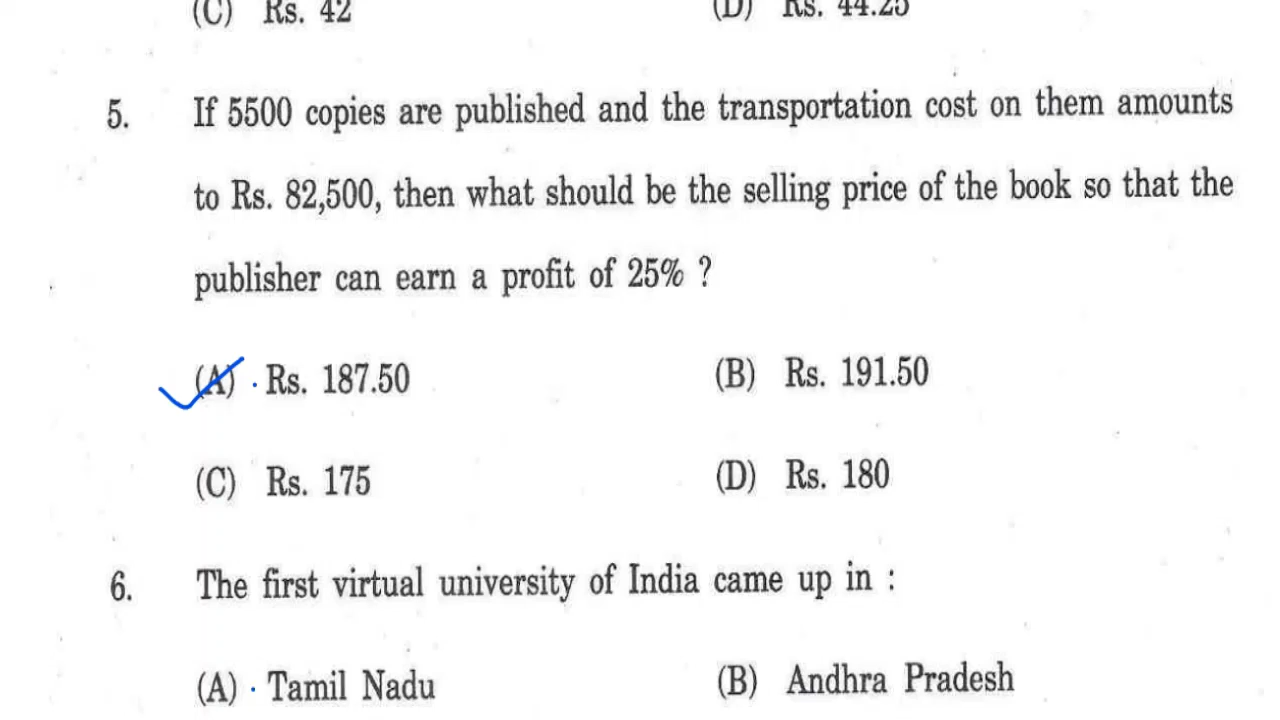 (C) Rs. 42 (D) Rs. 44.25
5. If 5500 copies are published and the transportation cost on them amounts
to Rs. 82,500, then what should be the selling price of the book so that the
publisher can earn a profit of 25% ?
(A) Rs. 187.50 (B) Rs. 191.50
(C) Rs. 175 (D) Rs. 180
6. The first virtual university of India came up in :
(A) Tamil Nadu (B) Andhra Pradesh